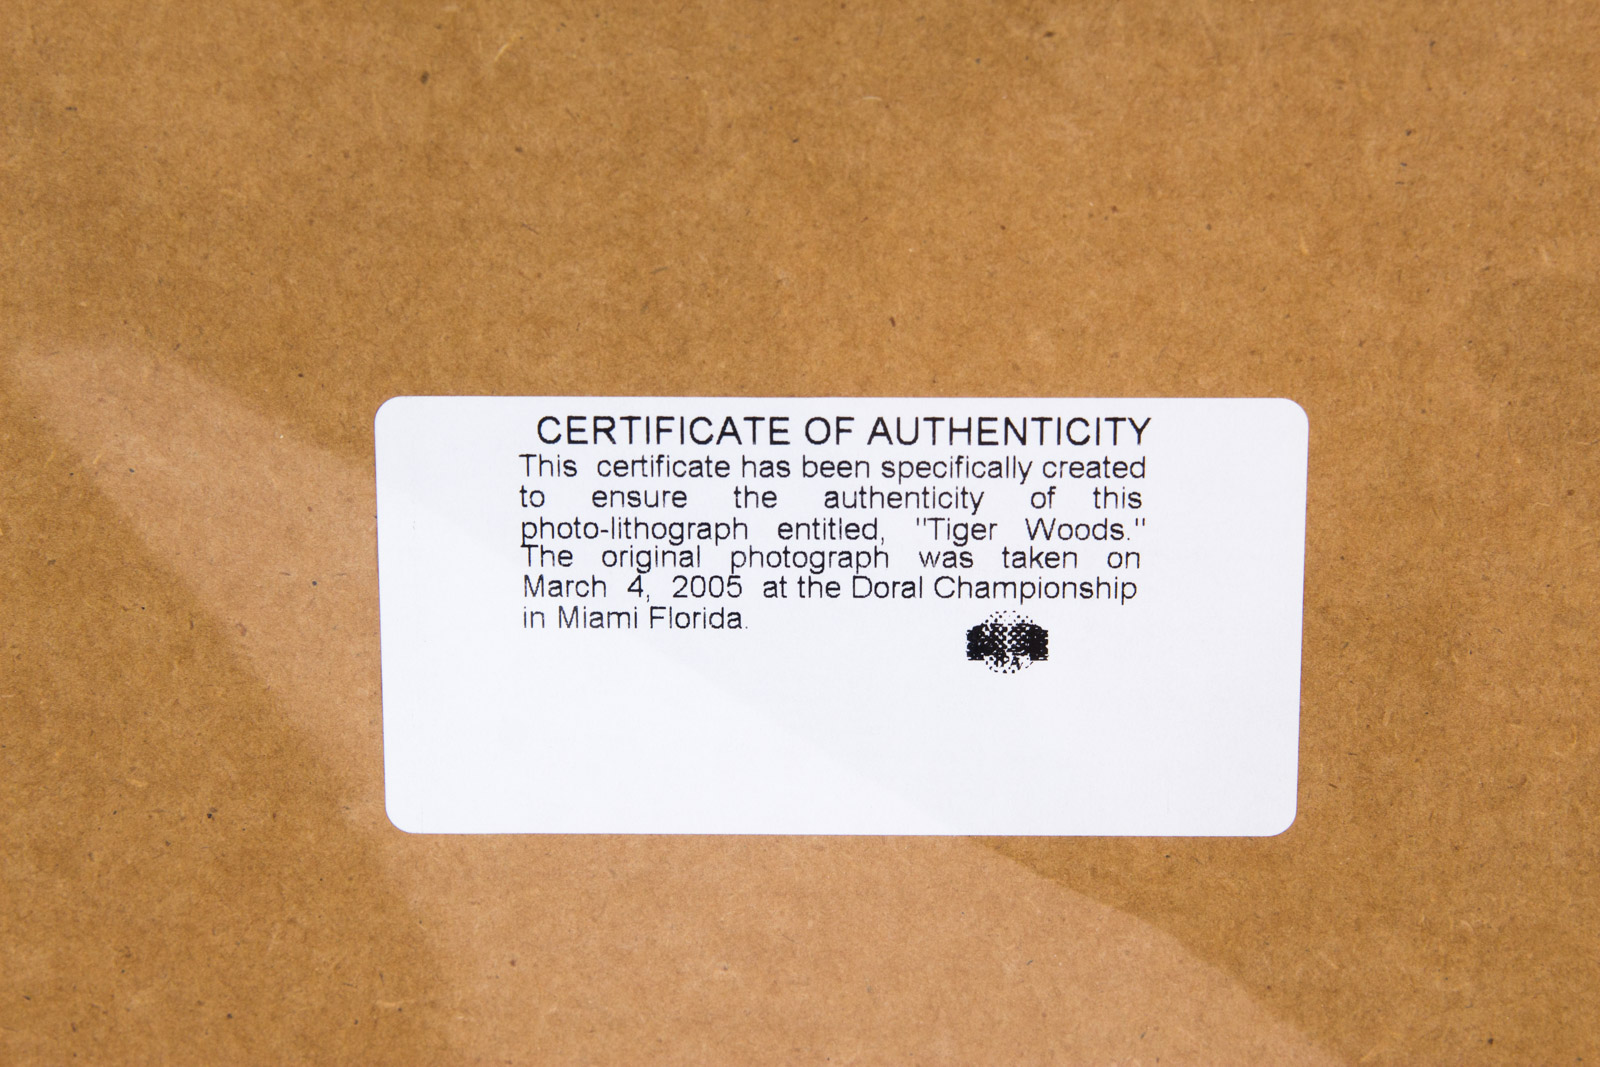 CERTIFICATE OF AUTHENTICITY
This certificate has been specifically created
to ensure the authenticity of this
photo-lithograph entitled, "Tiger Woods."
The original photograph was taken on
March 4, 2005 at the Doral Championship
in Miami Florida.